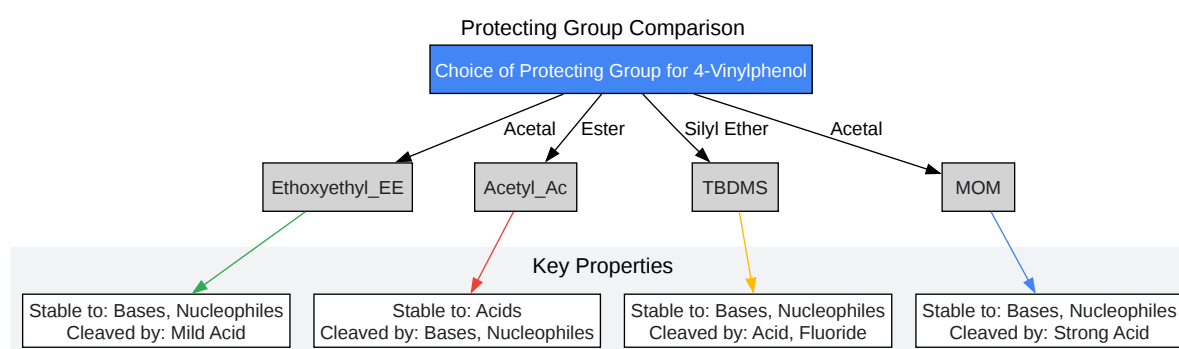 Protecting Group Comparison
Choice of Protecting Group for 4-Vinylphenol
Acetal
Ester
Silyl Ether
Acetal
Ethoxyethyl_EE
Acetyl_Ac
TBDMS
MOM
Key Properties
Stable to: Bases, Nucleophiles
Cleaved by: Mild Acid
Stable to: Acids
Cleaved by: Bases, Nucleophiles
Stable to: Bases, Nucleophiles
Cleaved by: Acid, Fluoride
Stable to: Bases, Nucleophiles
Cleaved by: Strong Acid